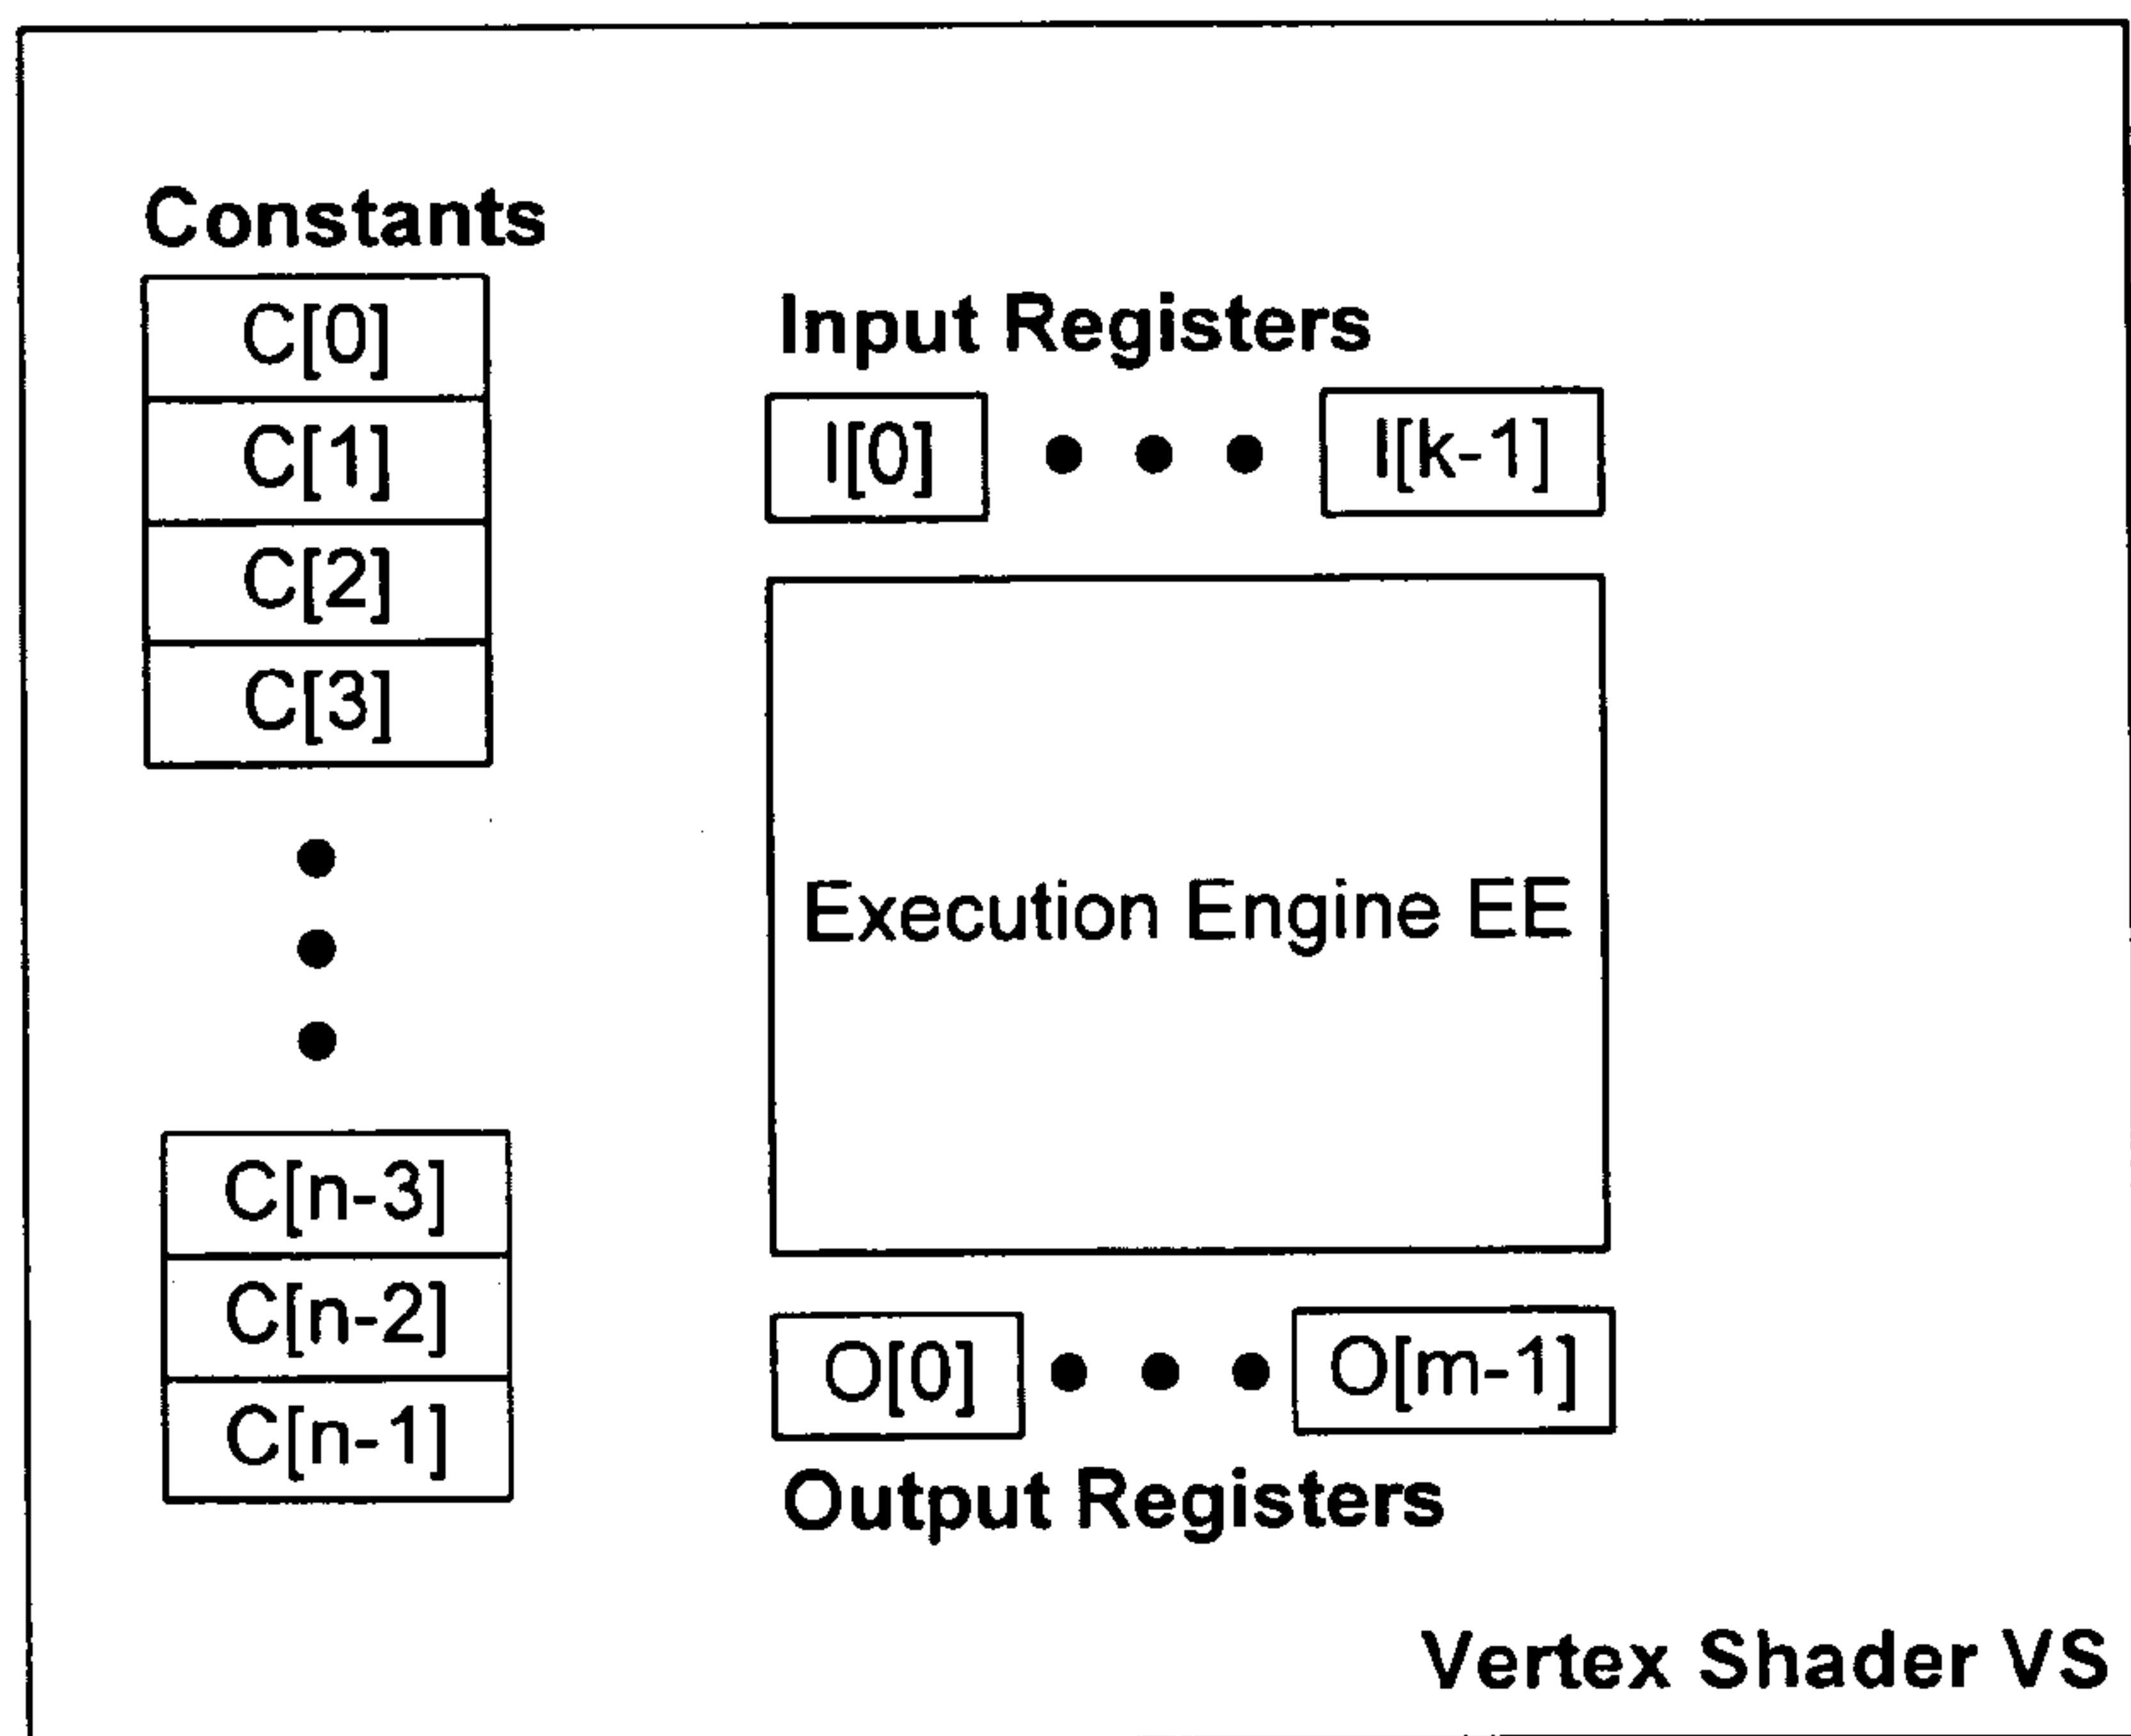 Constants
C[0]
C[1]
C[2]
C[3]
C[n-3]
C[n-2]
C[n-1]
Input Registers
I[0] • • • I[k-1]
Execution Engine EE
O[0] • • • O[m-1]
Output Registers
Vertex Shader VS